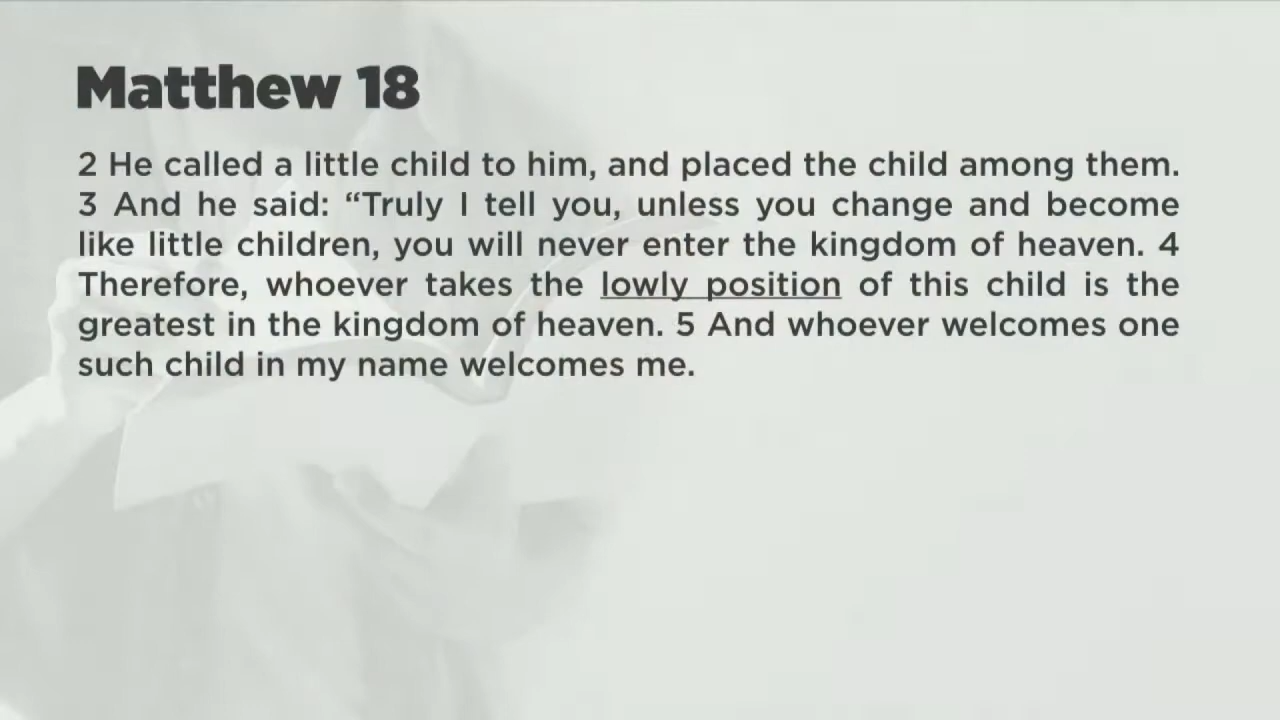 Matthew 18
2 He called a little child to him, and placed the child among them.
3 And he said: “Truly I tell you, unless you change and become
like little children, you will never enter the kingdom of heaven. 4
Therefore, whoever takes the lowly position of this child is the
greatest in the kingdom of heaven. 5 And whoever welcomes one
such child in my name welcomes me.